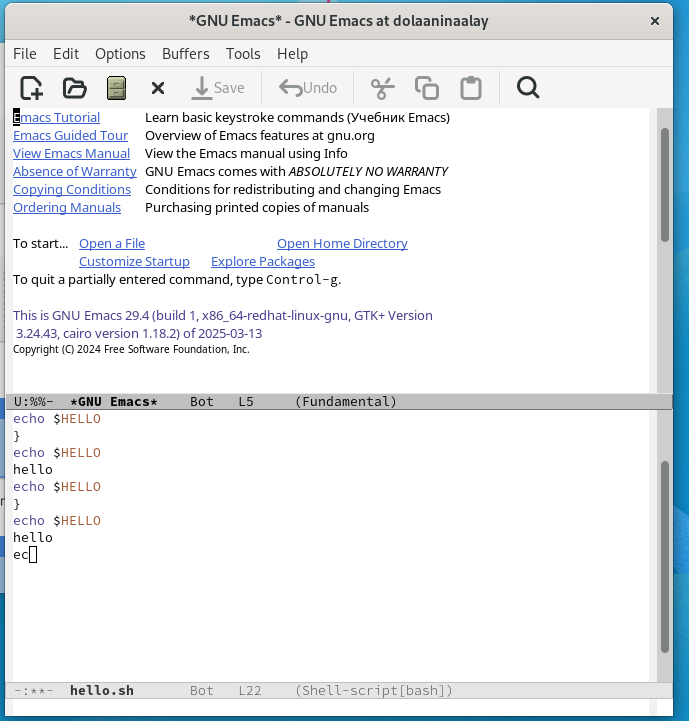 *GNU Emacs* - GNU Emacs at dolaaninaalay
File Edit Options Buffers Tools Help
Save Undo
Emacs Tutorial Learn basic keystroke commands (Учебник Emacs)
Emacs Guided Tour Overview of Emacs features at gnu.org
View Emacs Manual View the Emacs manual using Info
Absence of Warranty GNU Emacs comes with ABSOLUTELY NO WARRANTY
Copying Conditions Conditions for redistributing and changing Emacs
Ordering Manuals Purchasing printed copies of manuals
To start... Open a File Open Home Directory
Customize Startup Explore Packages
To quit a partially entered command, type Control-g.
This is GNU Emacs 29.4 (build 1, x86_64-redhat-linux-gnu, GTK+ Version
3.24.43, cairo version 1.18.2) of 2025-03-13
Copyright (C) 2024 Free Software Foundation, Inc.
U:%%- *GNU Emacs* Bot L5 (Fundamental)
echo $HELLO
}
echo $HELLO
hello
echo $HELLO
}
echo $HELLO
hello
ec
-:**- hello.sh Bot L22 (Shell-script[bash])